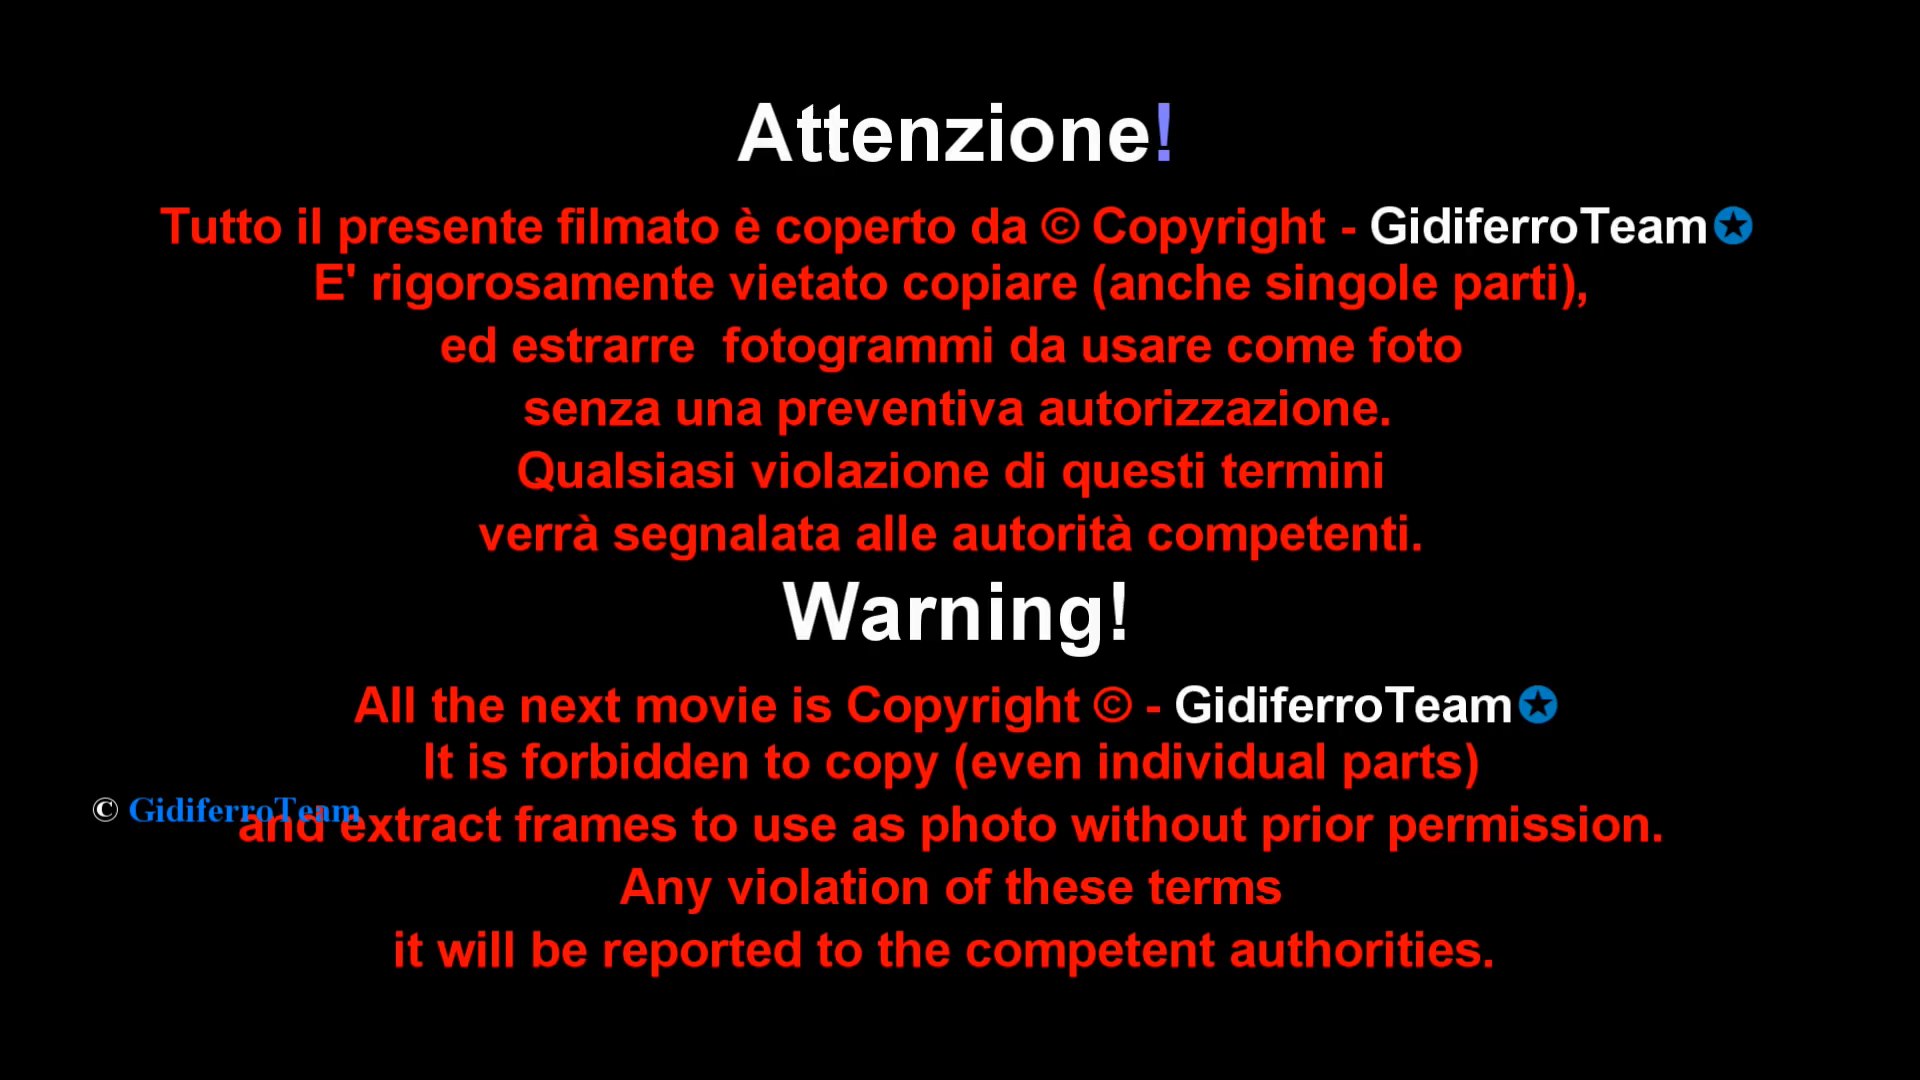 Attenzione!
Tutto il presente filmato è coperto da © Copyright - GidiferroTeam✪
E' rigorosamente vietato copiare (anche singole parti),
ed estrarre  fotogrammi da usare come foto
senza una preventiva autorizzazione.
Qualsiasi violazione di questi termini
verrà segnalata alle autorità competenti.
Warning!
All the next movie is Copyright © - GidiferroTeam✪
It is forbidden to copy (even individual parts)
© GidiferroTeam
and extract frames to use as photo without prior permission.
Any violation of these terms
it will be reported to the competent authorities.